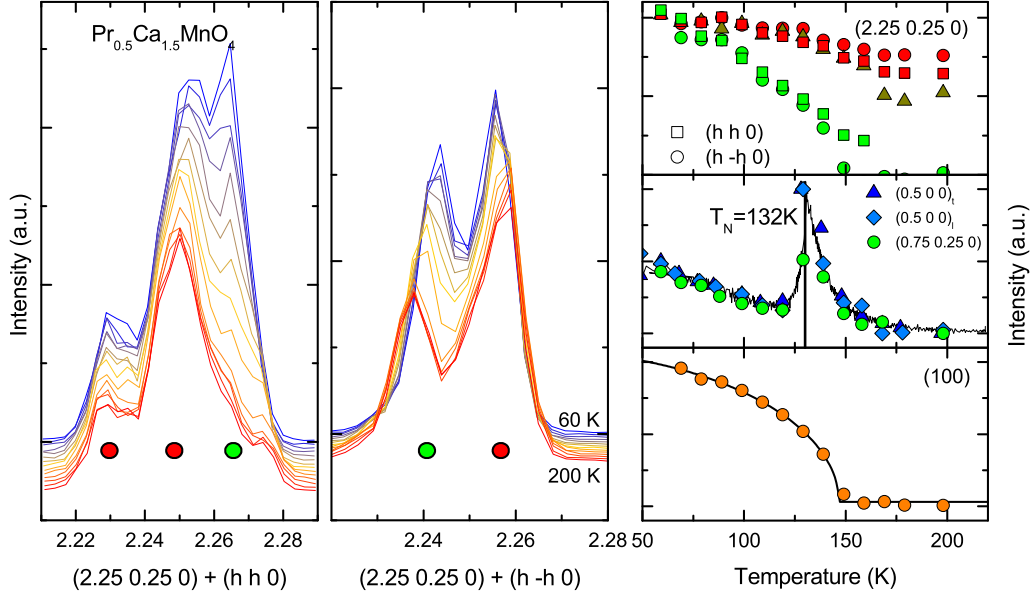 Pr0.5Ca1.5MnO4
Intensity (a.u.)
60 K
200 K
2.22 2.24 2.26 2.28
(2.25 0.25 0) + (h h 0)
2.24 2.26 2.28
(2.25 0.25 0) + (h -h 0)
(2.25 0.25 0)
(h h 0)
(h -h 0)
TN=132K
(0.5 0 0)t
(0.5 0 0)l
(0.75 0.25 0)
(100)
50 100 150 200
Temperature (K)
Intensity (a.u.)